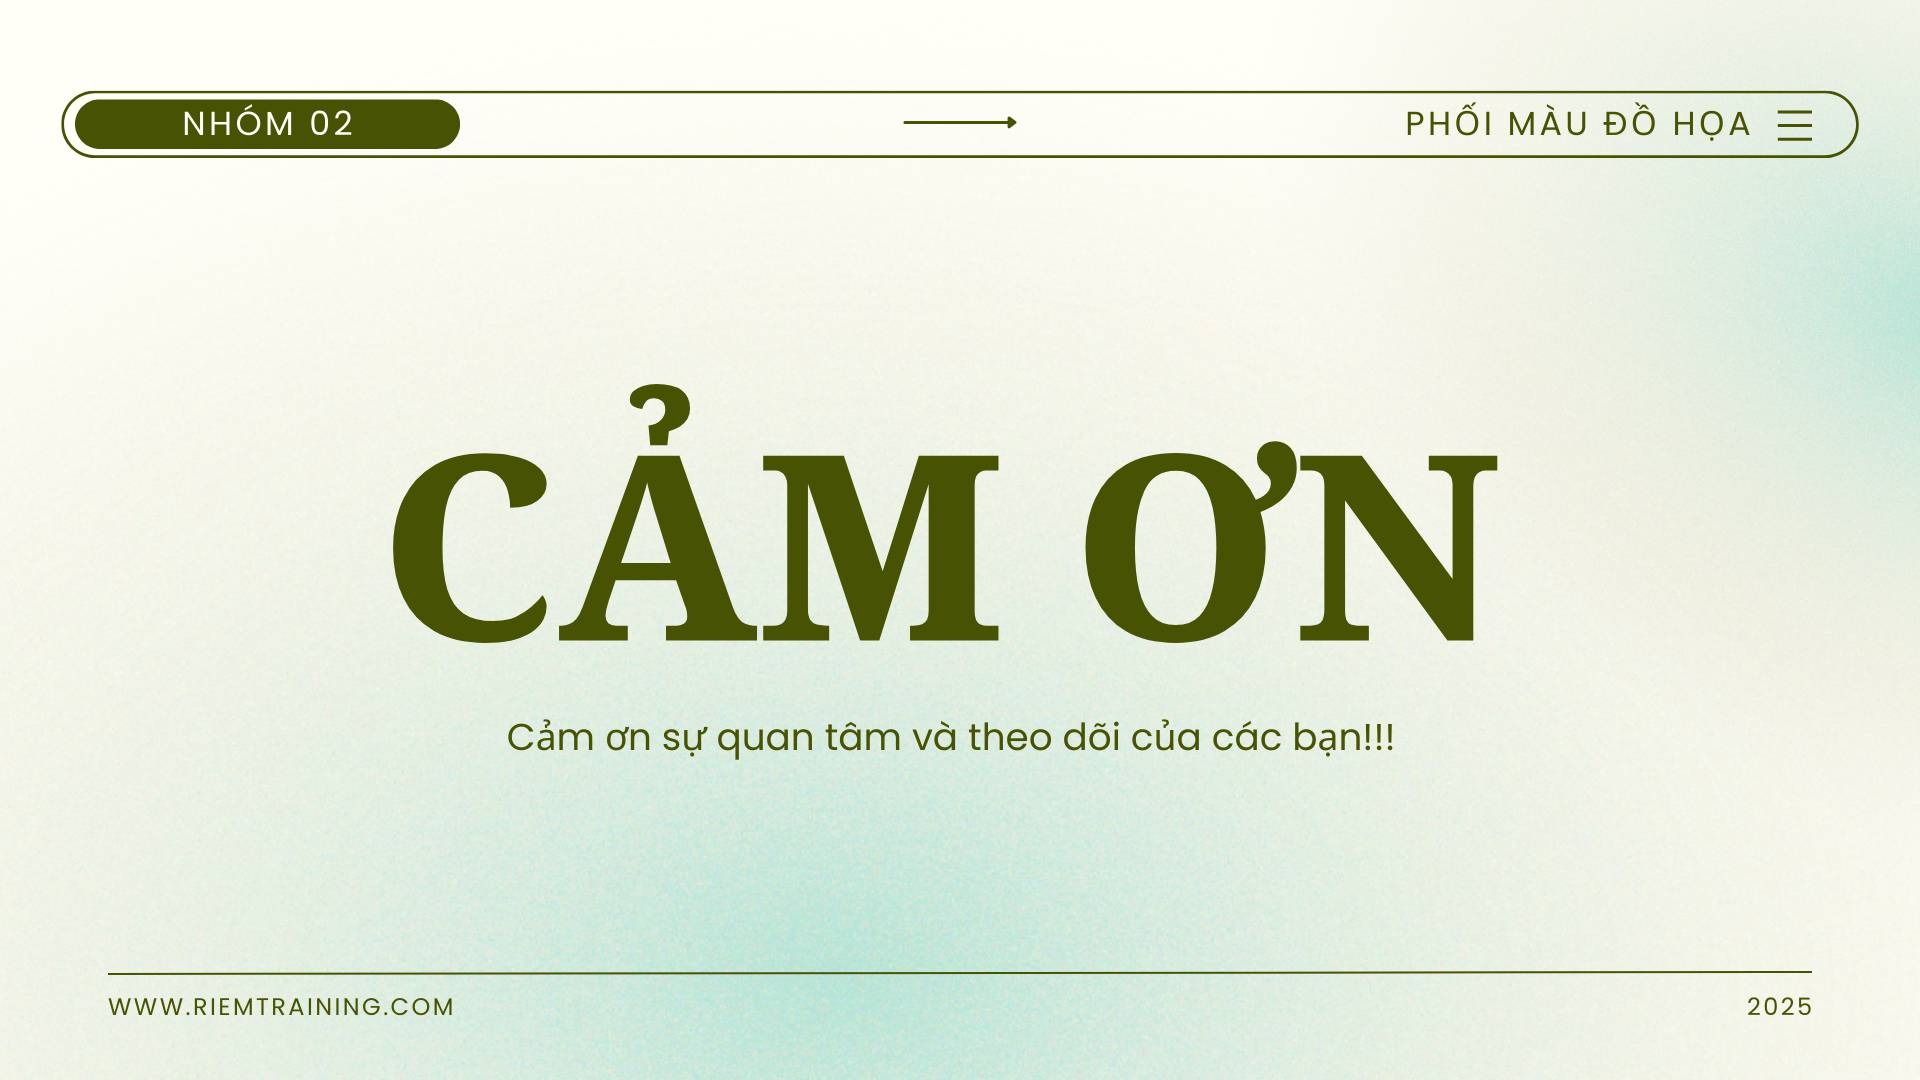 NHÓM 02
PHỐI MÀU ĐỒ HỌA
CẢM ƠN
Cảm ơn sự quan tâm và theo dõi của các bạn!!!
WWW.RIEMTRAINING.COM
2025